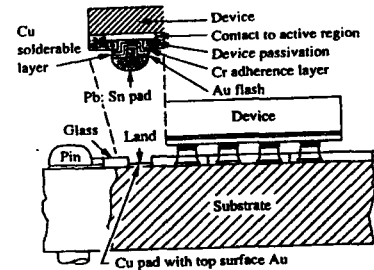 Device
Cu
solderable
layer
Contact to active region
Device passivation
Cr adherence layer
Au flash
Pb: Sn pad
Glass
Land
Device
Pin
Substrate
Cu pad with top surface Au